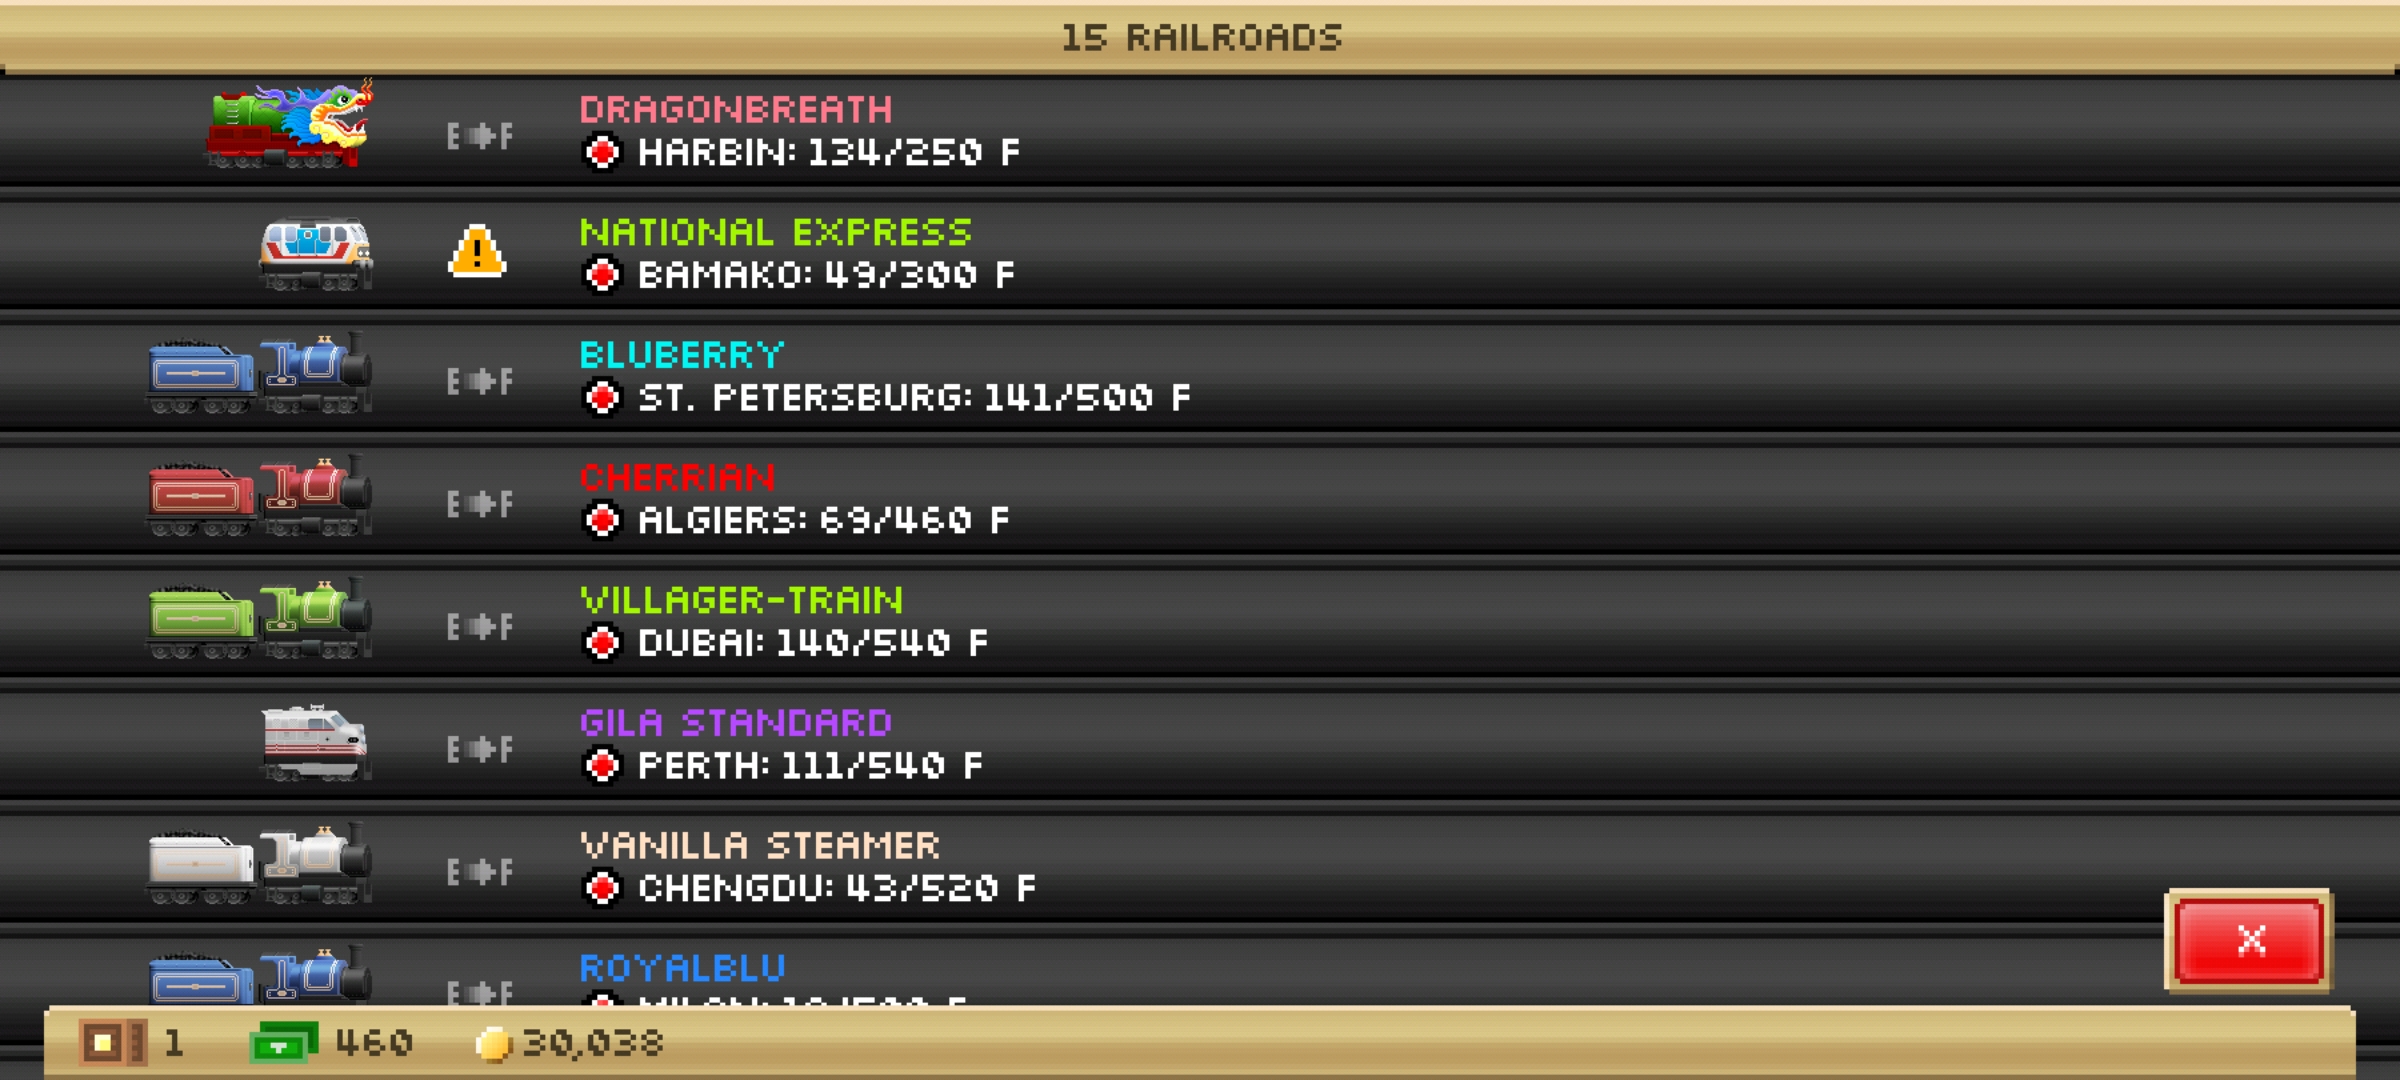 15 RAILROADS
DRAGONBREATH
E F
HARBIN: 134/250 F
NATIONAL EXPRESS
BAMAKO: 49/300 F
BLUBERRY
E F
ST. PETERSBURG: 141/500 F
CHERRIAN
E F
ALGIERS: 69/460 F
VILLAGER-TRAIN
E F
DUBAI: 140/540 F
GILA STANDARD
E F
PERTH: 111/540 F
VANILLA STEAMER
E F
CHENGDU: 43/520 F
ROYALBLU
E F
MILAN: F
1 460 30,038